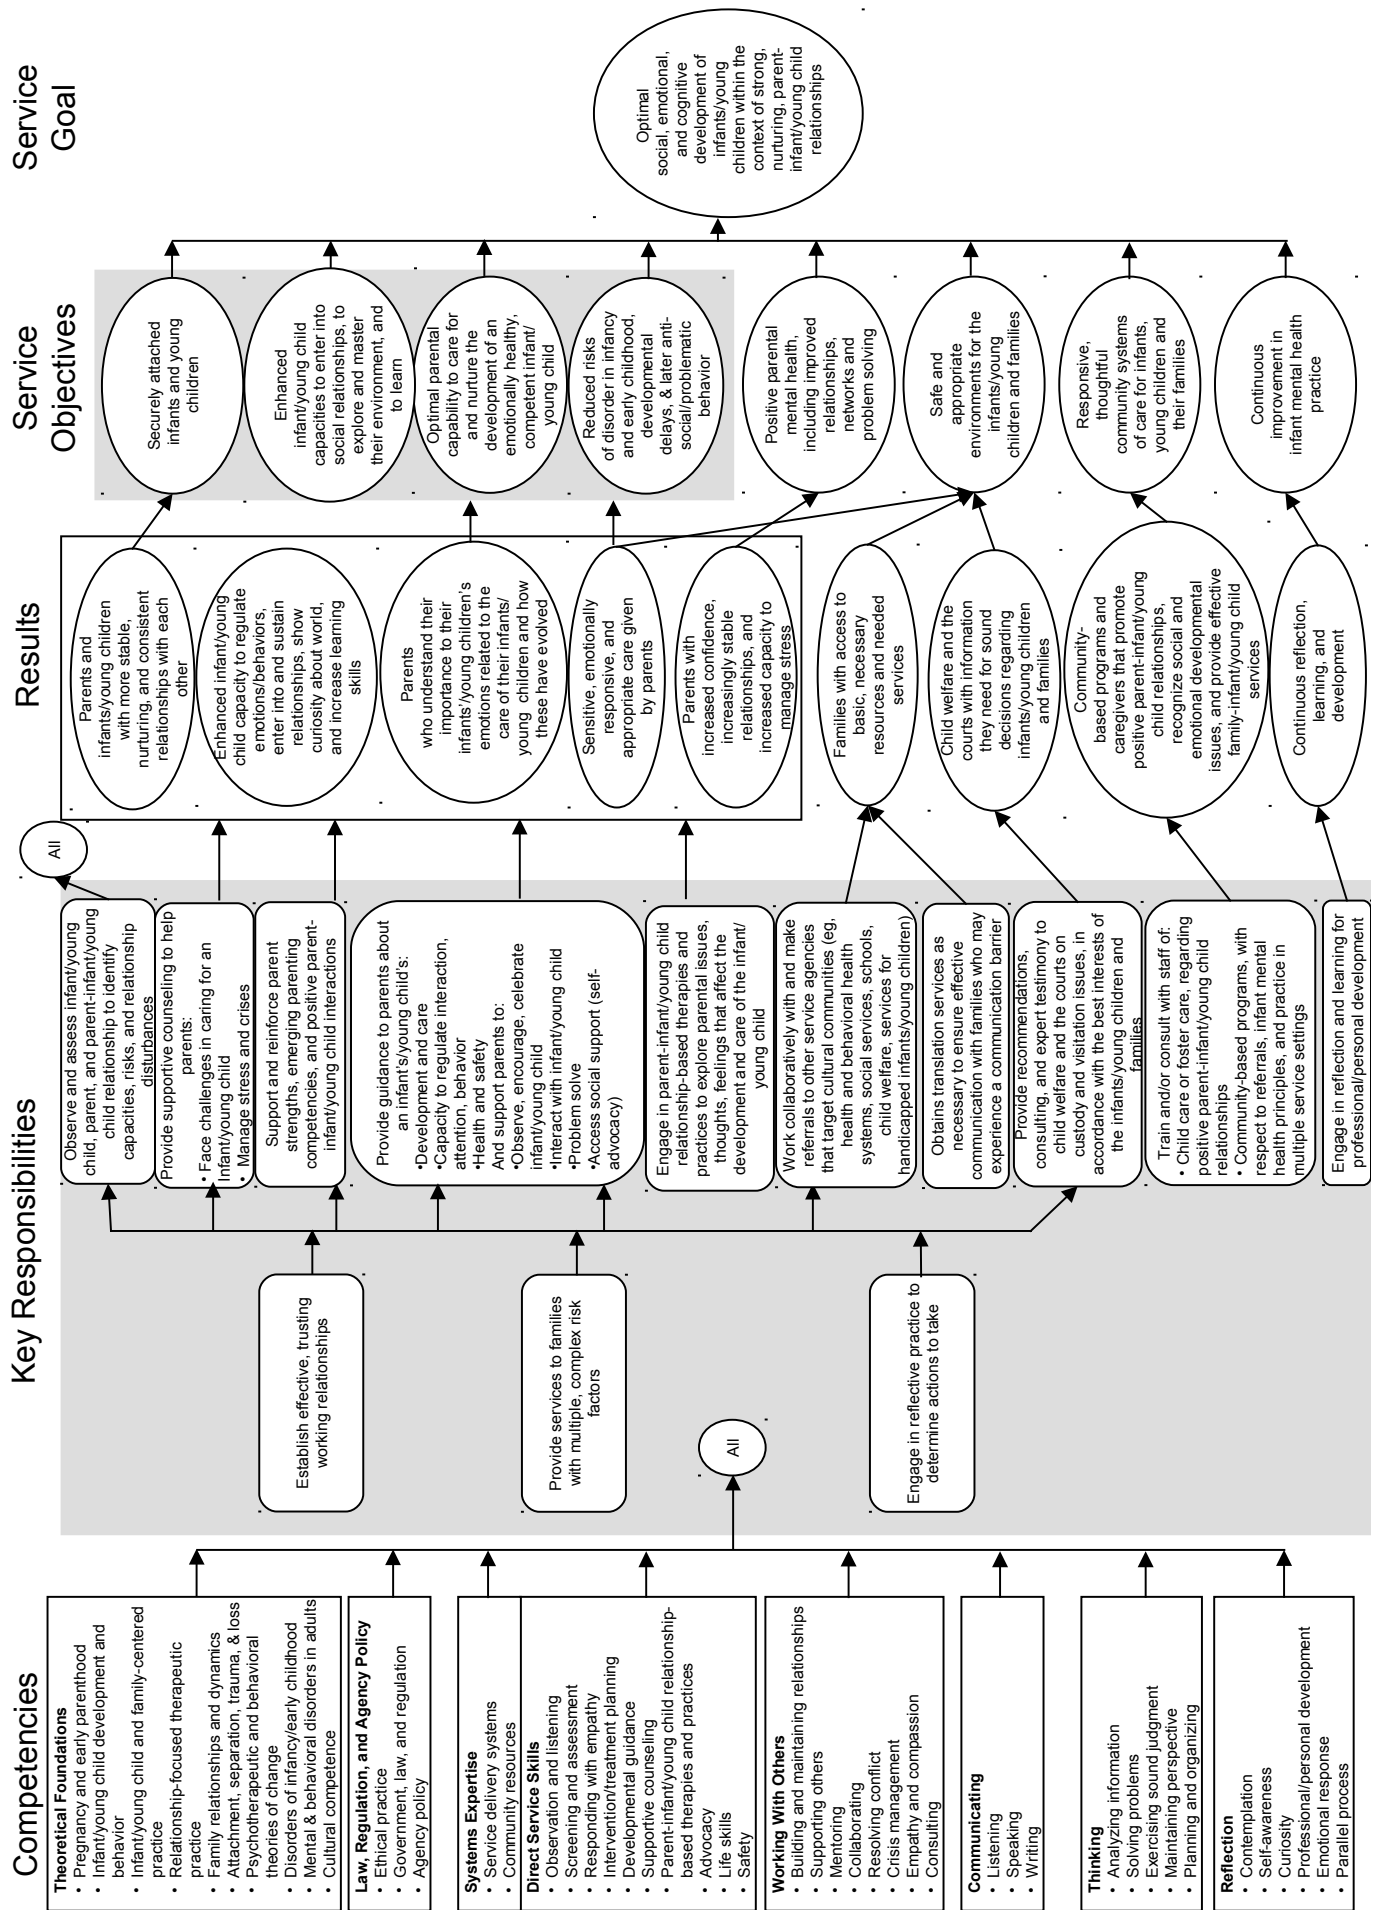 Competencies
Theoretical Foundations
• Pregnancy and early parenthood
• Infant/young child development and
behavior
• Infant/young child and family-centered
practice
• Relationship-focused therapeutic
practice
• Family relationships and dynamics
• Attachment, separation, trauma, & loss
• Psychotherapeutic and behavioral
theories of change
• Disorders of infancy/early childhood
• Mental & behavioral disorders in adults
• Cultural competence
Law, Regulation, and Agency Policy
• Ethical practice
• Government, law, and regulation
• Agency policy
Systems Expertise
• Service delivery systems
• Community resources
Direct Service Skills
• Observation and listening
• Screening and assessment
• Responding with empathy
• Intervention/treatment planning
• Developmental guidance
• Supportive counseling
• Parent-infant/young child relationship-
based therapies and practices
• Advocacy
• Life skills
• Safety
Working With Others
• Building and maintaining relationships
• Supporting others
• Mentoring
• Collaborating
• Resolving conflict
• Crisis management
• Empathy and compassion
• Consulting
Communicating
• Listening
• Speaking
• Writing
Thinking
• Analyzing information
• Solving problems
• Exercising sound judgment
• Maintaining perspective
• Planning and organizing
Reflection
• Contemplation
• Self-awareness
• Curiosity
• Professional/personal development
• Emotional response
• Parallel process
Key Responsibilities
All
Establish effective, trusting
working relationships
Provide services to families
with multiple, complex risk
factors
Engage in reflective practice to
determine actions to take
Observe and assess infant/young
child, parent, and parent-infant/young
child relationship to identify
capacities, risks, and relationship
disturbances
Provide supportive counseling to help
parents:
• Face challenges in caring for an
Infant/young child
• Manage stress and crises
Support and reinforce parent
strengths, emerging parenting
competencies, and positive parent-
infant/young child interactions
Provide guidance to parents about
an infant's/young child's:
•Development and care
•Capacity to regulate interaction,
attention, behavior
•Health and safety
And support parents to:
•Observe, encourage, celebrate
infant/young child
•Interact with infant/young child
•Problem solve
•Access social support (self-
advocacy)
Engage in parent-infant/young child
relationship-based therapies and
practices to explore parental issues,
thoughts, feelings that affect the
development and care of the infant/
young child
Work collaboratively with and make
referrals to other service agencies
that target cultural communities (eg,
health and behavioral health
systems, social services, schools,
child welfare, services for
handicapped infants/young children)
Obtains translation services as
necessary to ensure effective
communication with families who may
experience a communication barrier
Provide recommendations,
consulting, and expert testimony to
child welfare and the courts on
custody and visitation issues, in
accordance with the best interests of
the infants/young children and
families
Train and/or consult with staff of:
• Child care or foster care, regarding
positive parent-infant/young child
relationships
• Community-based programs, with
respect to referrals, infant mental
health principles, and practice in
multiple service settings
Engage in reflection and learning for
professional/personal development
All
Results
Parents and
infants/young children
with more stable,
nurturing, and consistent
relationships with each
other
Enhanced infant/young
child capacity to regulate
emotions/behaviors,
enter into and sustain
relationships, show
curiosity about world,
and increase learning
skills
Parents
who understand their
importance to their
infants'/young children's
emotions related to the
care of their infants/
young children and how
these have evolved
Sensitive, emotionally
responsive, and
appropriate care given
by parents
Parents with
increased confidence,
increasingly stable
relationships, and
increased capacity to
manage stress
Families with access to
basic, necessary
resources and needed
services
Child welfare and the
courts with information
they need for sound
decisions regarding
infants/young children
and families
Community-
based programs and
caregivers that promote
positive parent-infant/young
child relationships,
recognize social and
emotional developmental
issues, and provide effective
family-infant/young child
services
Continuous reflection,
learning, and
development
Service
Objectives
Securely attached
infants and young
children
Enhanced
infant/young child
capacities to enter into
social relationships, to
explore and master
their environment, and
to learn
Optimal parental
capability to care for
and nurture the
development of an
emotionally healthy,
competent infant/
young child
Reduced risks
of disorder in infancy
and early childhood,
developmental
delays, & later anti-
social/problematic
behavior
Positive parental
mental health,
including improved
relationships,
networks and
problem solving
Safe and
appropriate
environments for the
infants/young
children and families
Responsive,
thoughtful
community systems
of care for infants,
young children and
their families
Continuous
improvement in
infant mental health
practice
Service
Goal
Optimal
social, emotional,
and cognitive
development of
infants/young
children within the
context of strong,
nurturing, parent-
infant/young child
relationships